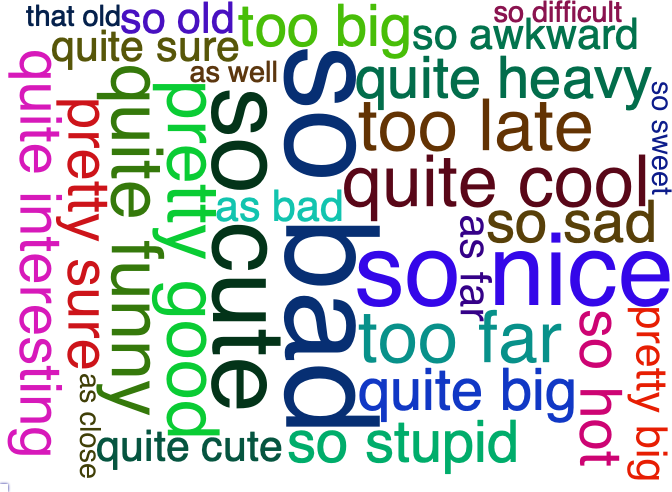 that old
so old
too big
so difficult
so awkward
quite sure
as well
quite heavy
quite interesting
pretty sure
quite funny
pretty good
so cute
so bad
too late
so sweet
quite cool
as bad
as far
so sad
so nice
too far
so hot
pretty big
quite big
as close
quite cute
so stupid